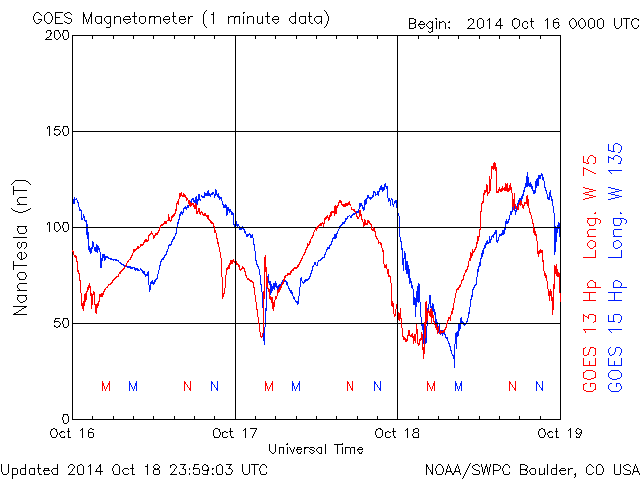 GOES Magnetometer (1 minute data)
Begin: 2014 Oct 16 0000 UTC
200
150
100
50
0
NanoTesla (nT)
M M N N M M N N M M N N
Oct 16 Oct 17 Oct 18 Oct 19
Universal Time
GOES 13 Hp Long. W 75
GOES 15 Hp Long. W 135
Updated 2014 Oct 18 23:59:03 UTC
NOAA/SWPC Boulder, CO USA